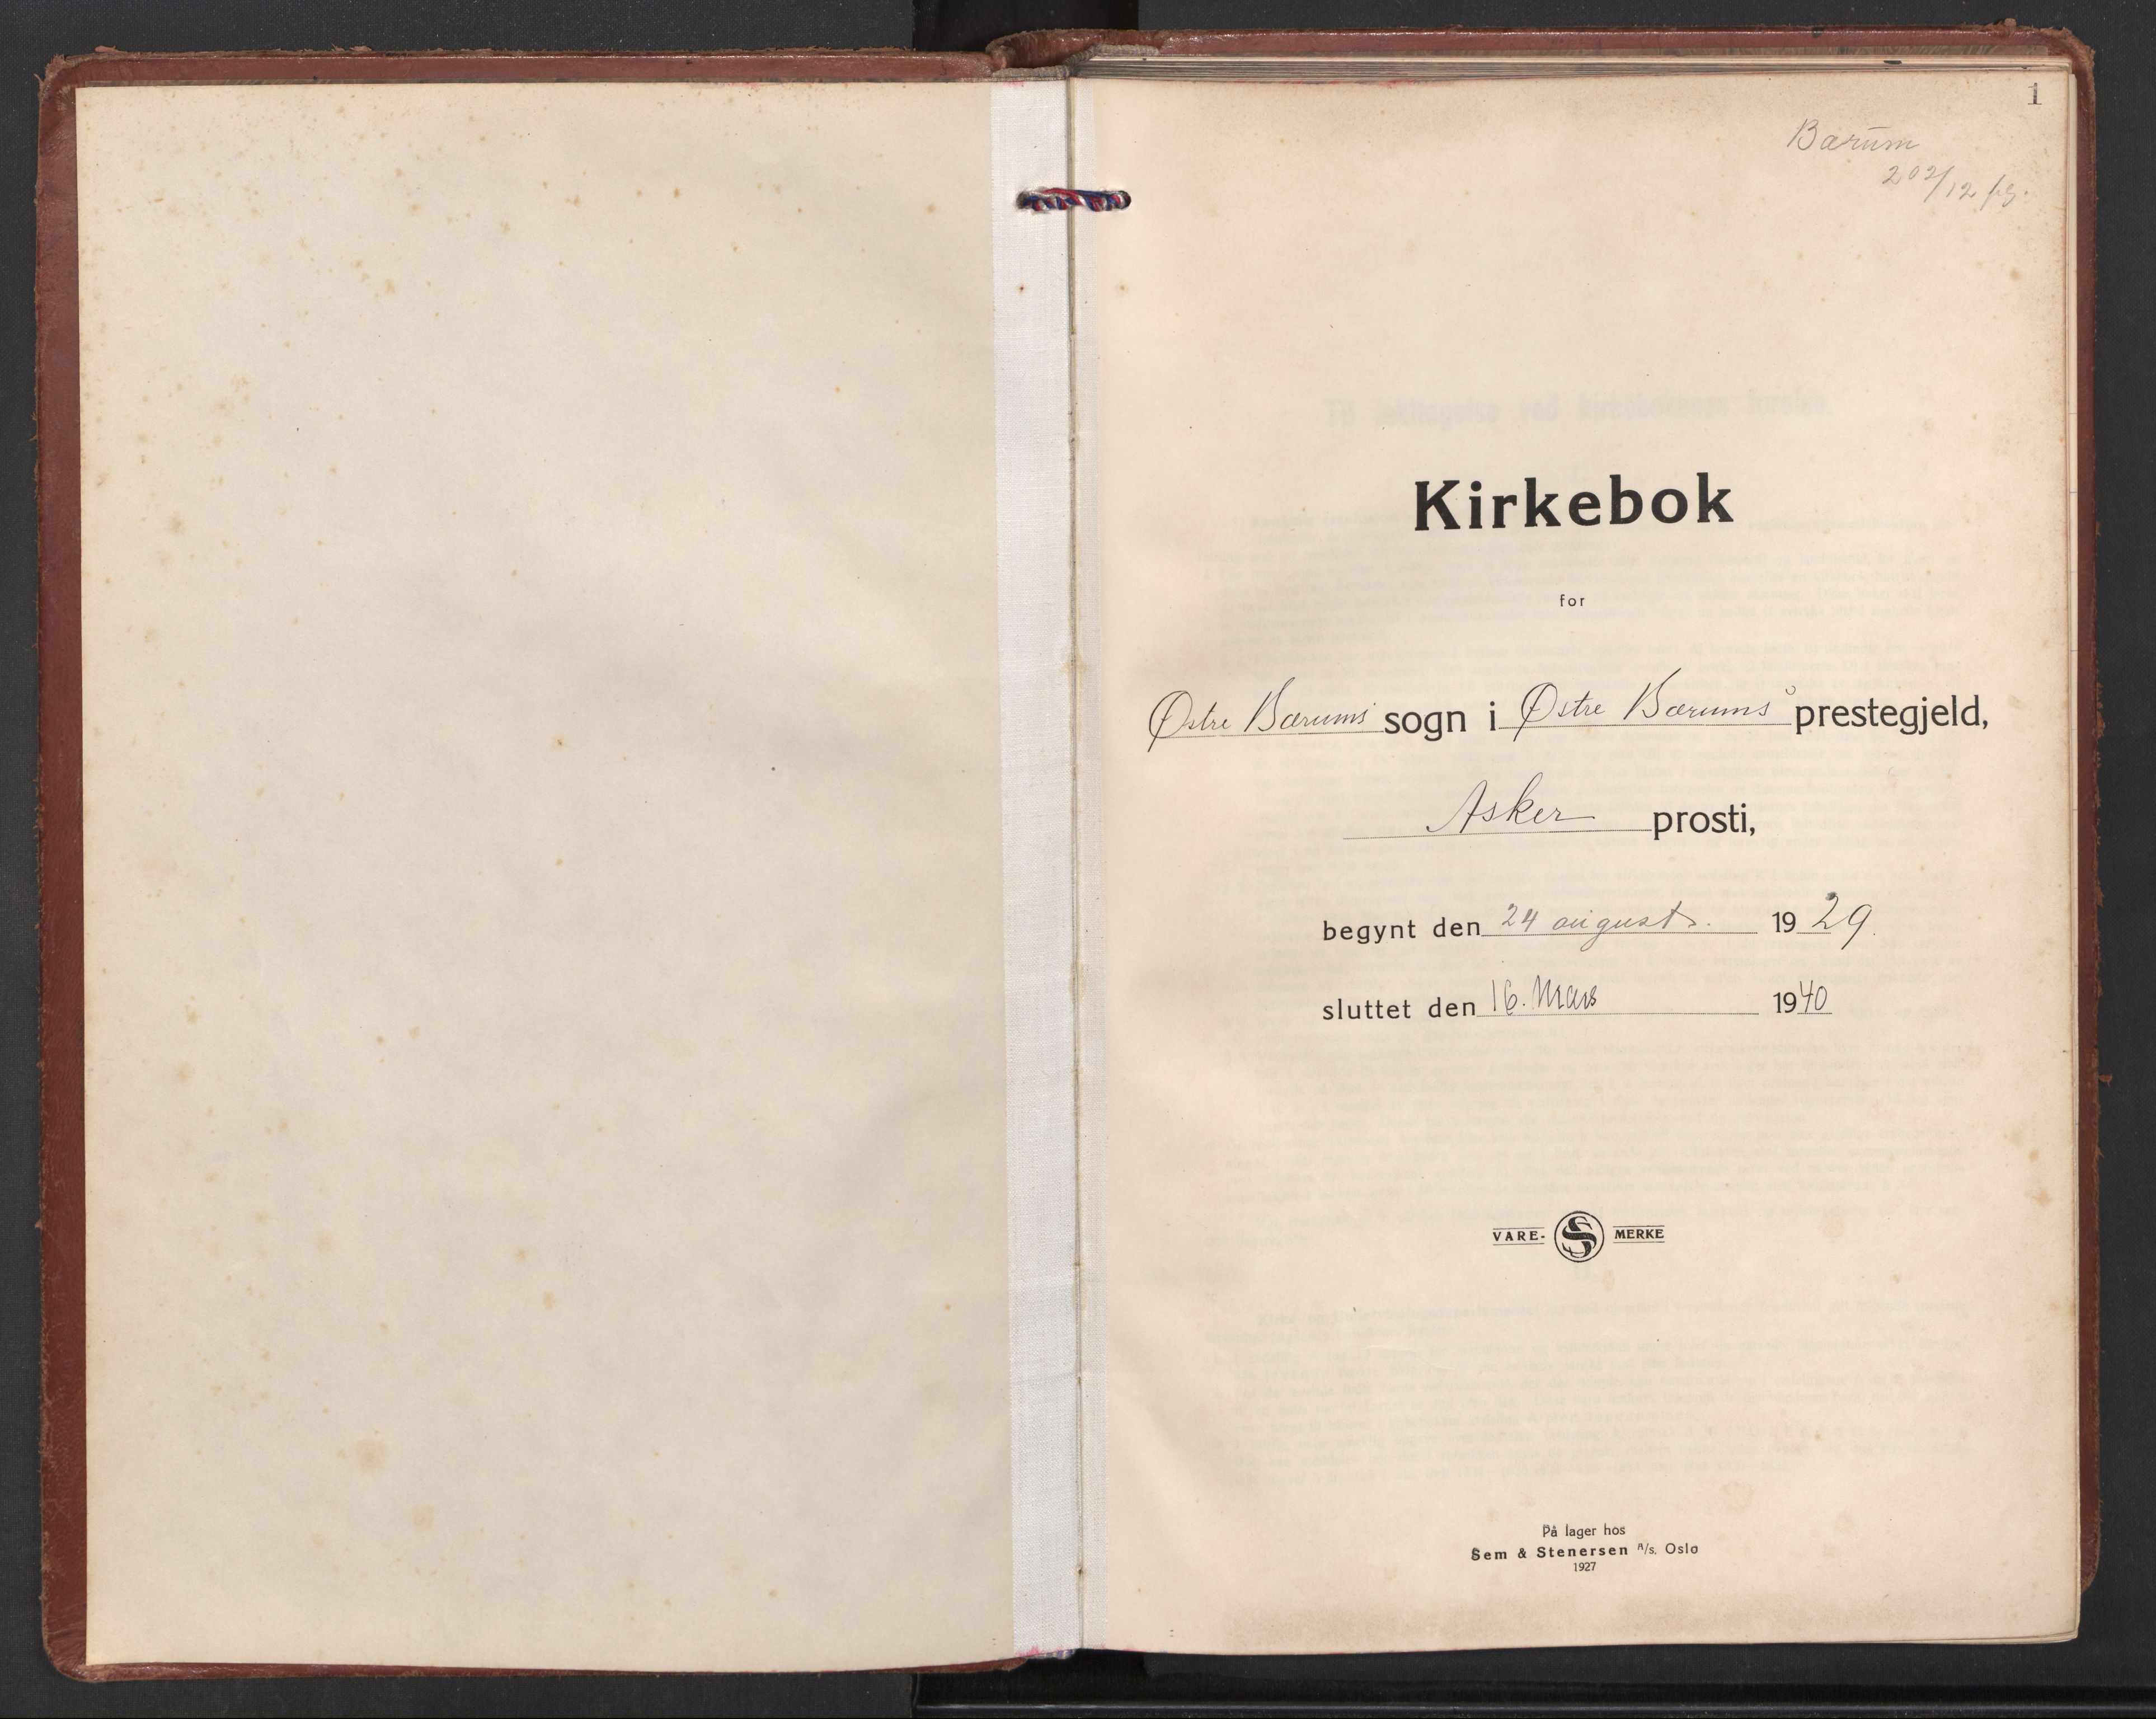 1
Bærum
202/12 pg.
Kirkebok
for
Østre Bærums sogn i Østre Bærums prestegjeld,
Asker prosti,
begynt den 24 august. 1929.
sluttet den 16. Mars 1940
VARE- S MERKE
På lager hos
Sem & Stenersen A/s. Oslo
1927